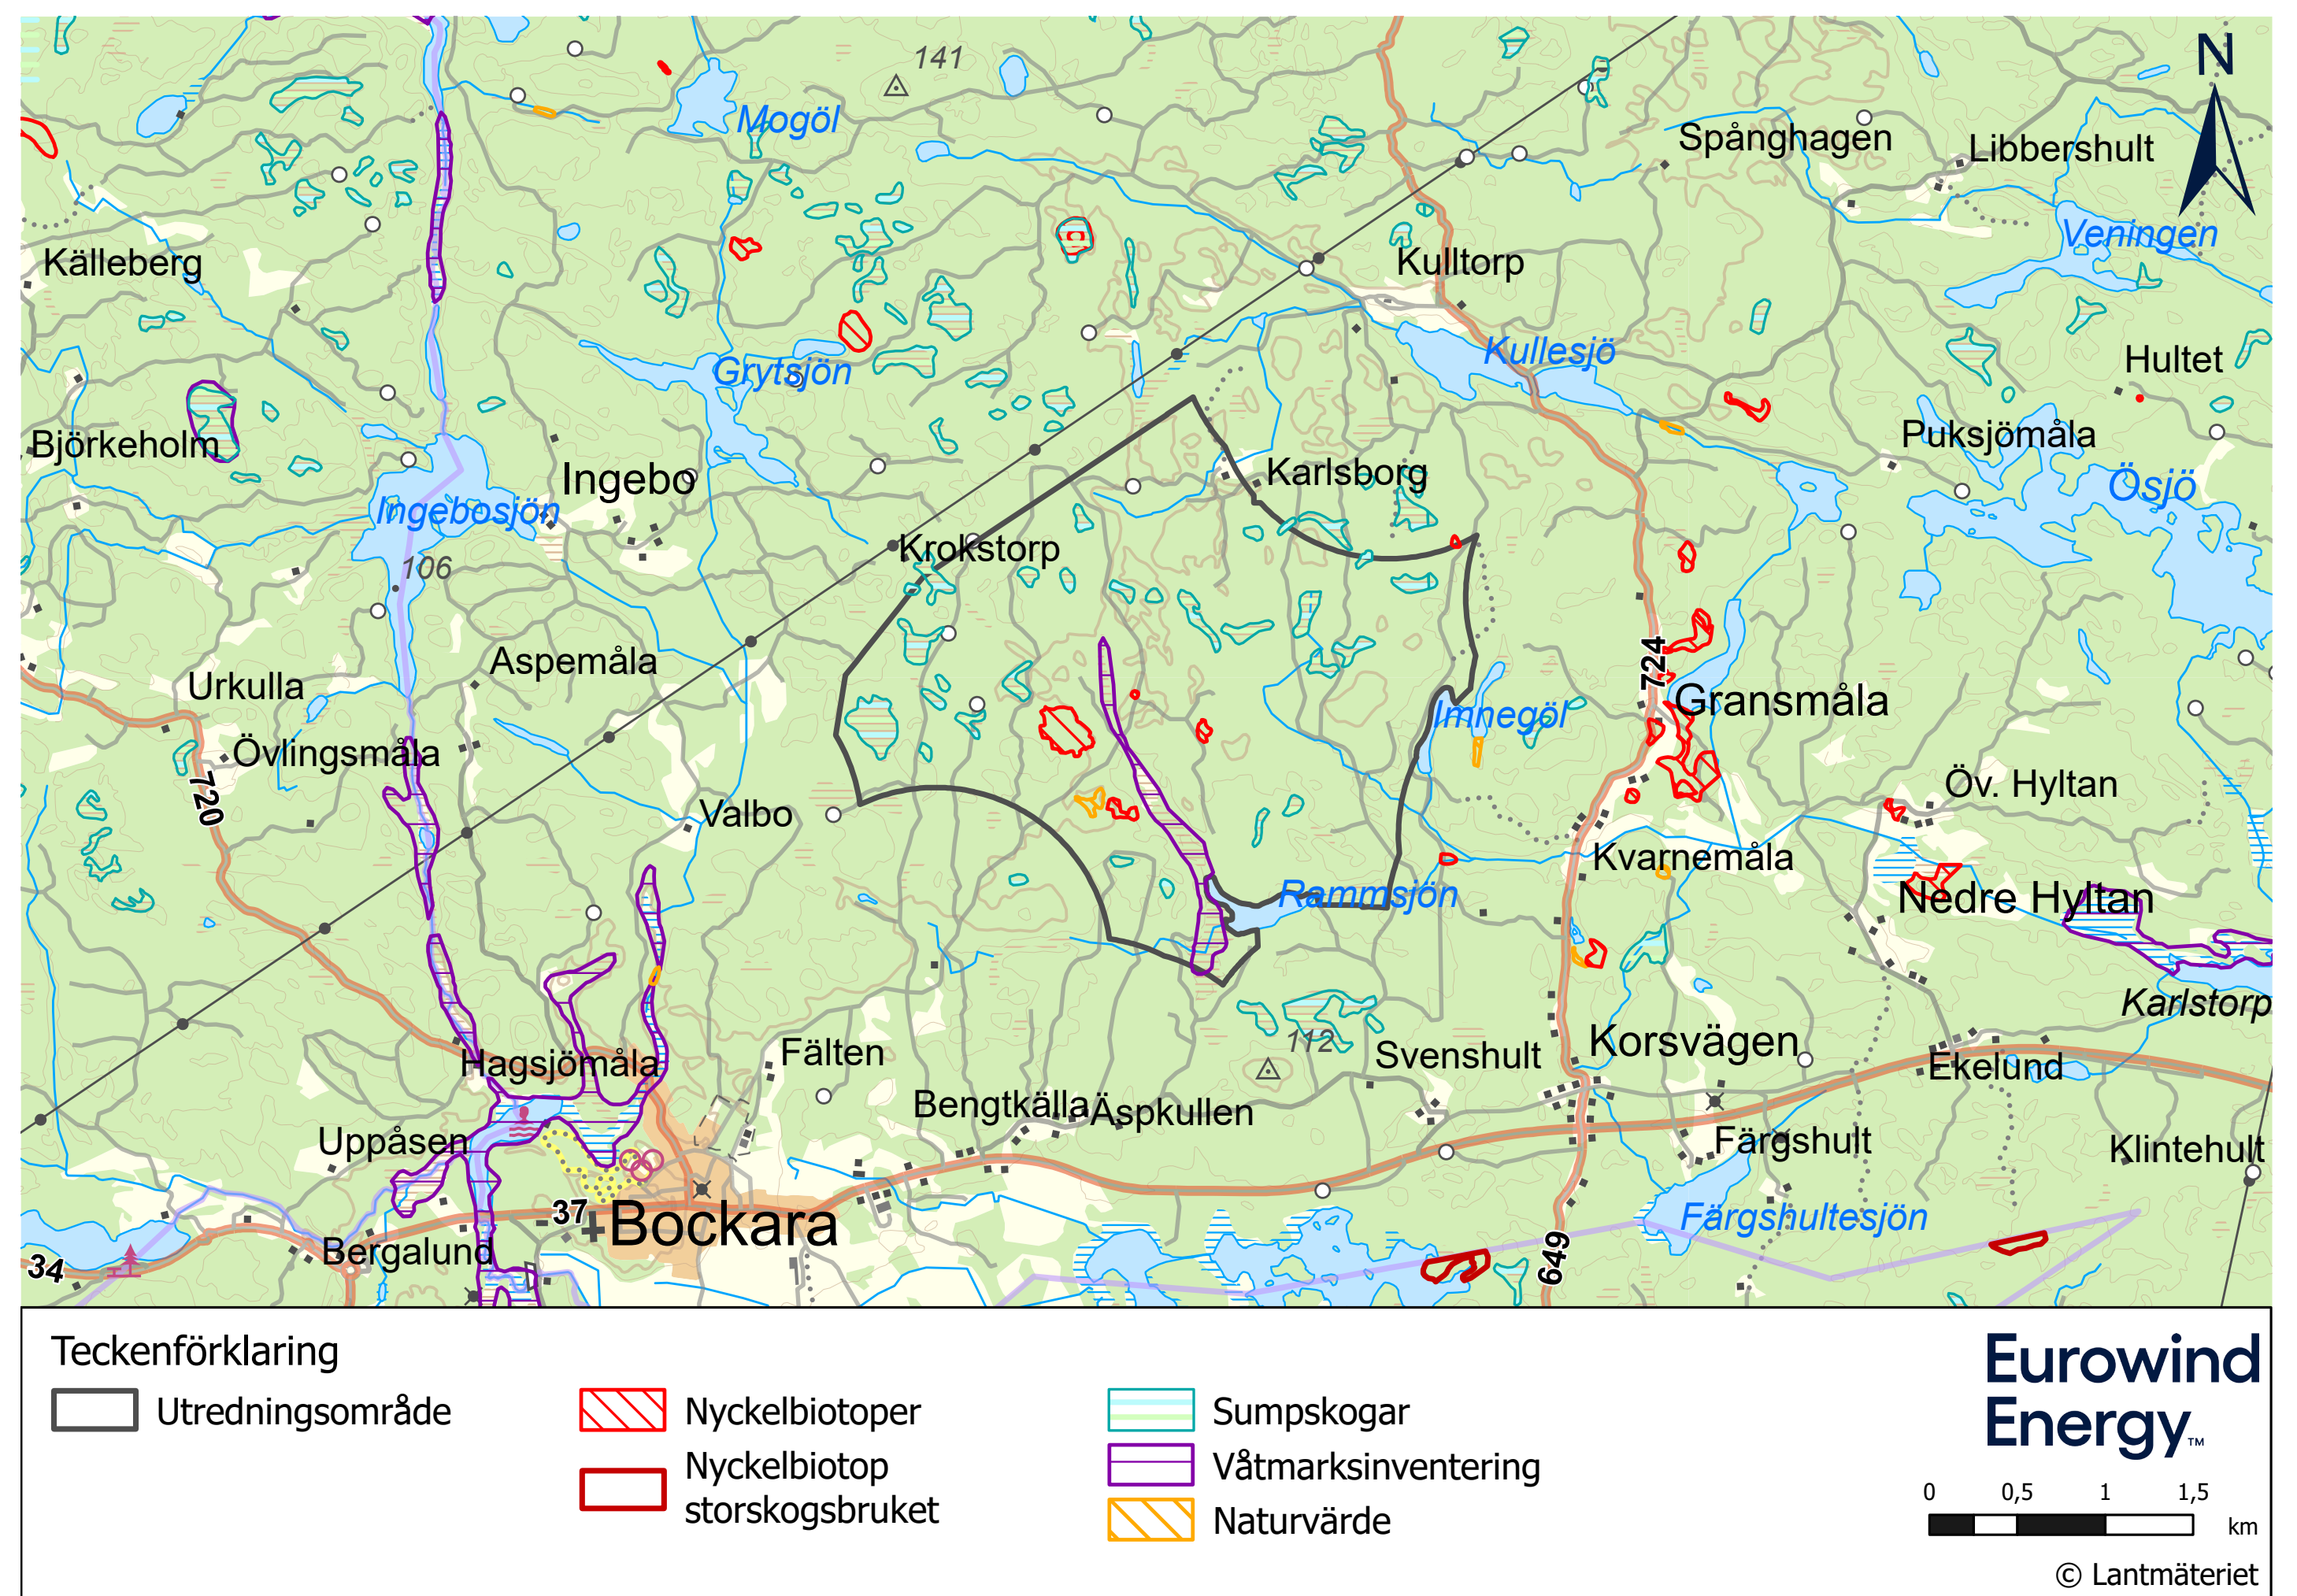 141
N
Mogöl
Spånghagen
Libbershult
Veningen
Källeberg
Kulltorp
Kullesjö
Hultet
Grytsjön
Björkeholm
Puksjömåla
Ingebo
Karlsborg
Ösjö
Ingebosjön
Krokstorp
106
Aspemåla
724
Urkulla
Gransmåla
Imnegöl
Övlingsmåla
720
Öv. Hyltan
Valbo
Kvarnemåla
Rammsjön
Nedre Hyltan
Karlstorp
112
Korsvägen
Hagsjömåla
Fälten
Svenshult
Ekelund
Bengtkälla
Äspkullen
Uppåsen
Färgshult
Klintehult
37
Bockara
Färgshultesjön
Bergalund
649
34
Teckenförklaring
Utredningsområde
Nyckelbiotoper
Nyckelbiotop
storskogsbruket
Sumpskogar
Våtmarksinventering
Naturvärde
Eurowind
Energy™
0 0,5 1 1,5
km
© Lantmäteriet